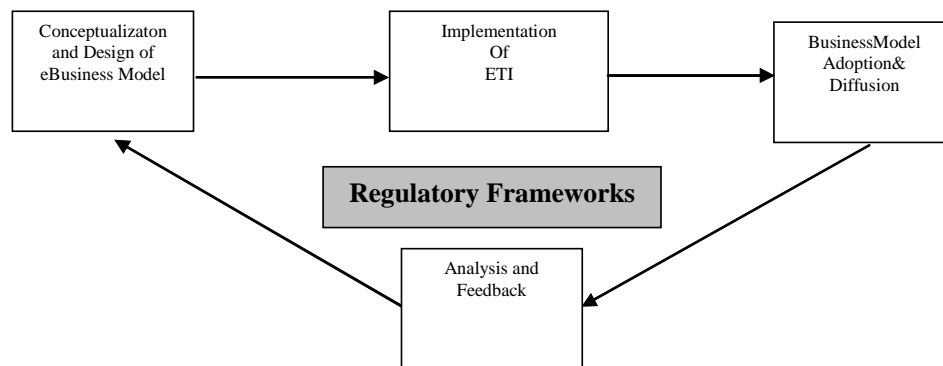 Conceptualizaton
and Design of
eBusiness Model
Implementation
Of
ETI
BusinessModel
Adoption&
Diffusion
Regulatory Frameworks
Analysis and
Feedback